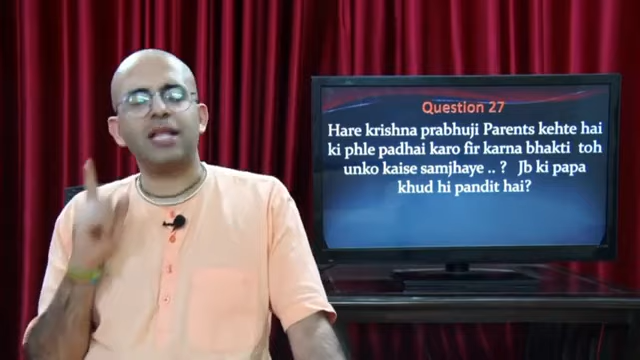 Question 27
Hare krishna prabhuji Parents kehte hai
ki phle padhai karo fir karna bhakti toh
unko kaise samjhaye .. ? Jb ki papa
khud hi pandit hai?